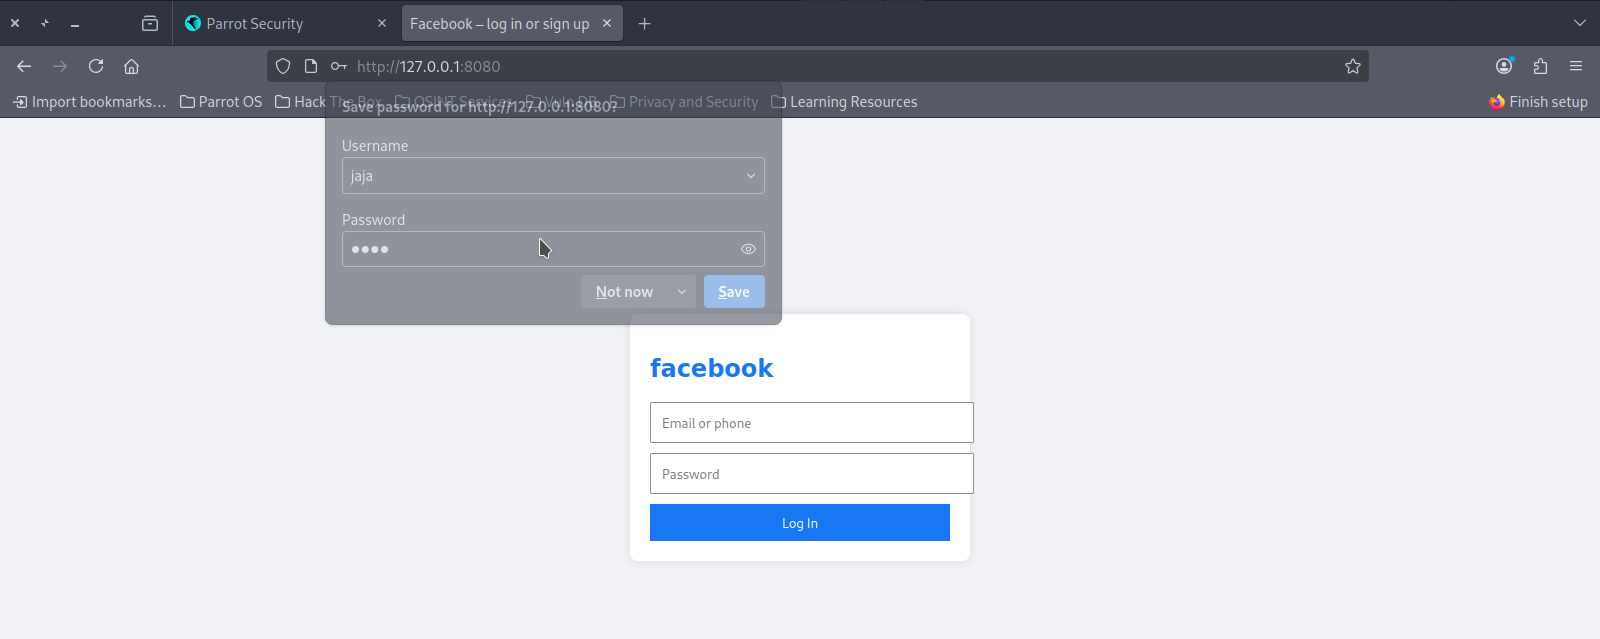 Parrot Security
Facebook – log in or sign up
http://127.0.0.1:8080
Import bookmarks…
Parrot OS
Hack The Box
OSINT Services
Vuln DB
Privacy and Security
Learning Resources
Finish setup
Save password for http://127.0.0.1:8080?
Username
jaja
Password
Not now
Save
facebook
Email or phone
Password
Log In